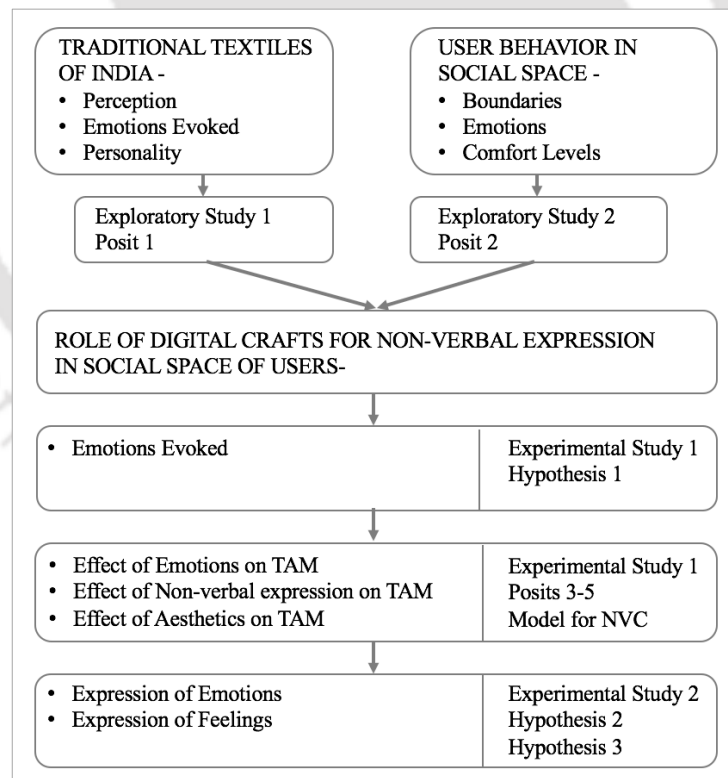 TRADITIONAL TEXTILES
OF INDIA -
• Perception
• Emotions Evoked
• Personality
USER BEHAVIOR IN
SOCIAL SPACE -
• Boundaries
• Emotions
• Comfort Levels
Exploratory Study 1
Posit 1
Exploratory Study 2
Posit 2
ROLE OF DIGITAL CRAFTS FOR NON-VERBAL EXPRESSION
IN SOCIAL SPACE OF USERS-
• Emotions Evoked
Experimental Study 1
Hypothesis 1
• Effect of Emotions on TAM
• Effect of Non-verbal expression on TAM
• Effect of Aesthetics on TAM
Experimental Study 1
Posits 3-5
Model for NVC
• Expression of Emotions
• Expression of Feelings
Experimental Study 2
Hypothesis 2
Hypothesis 3